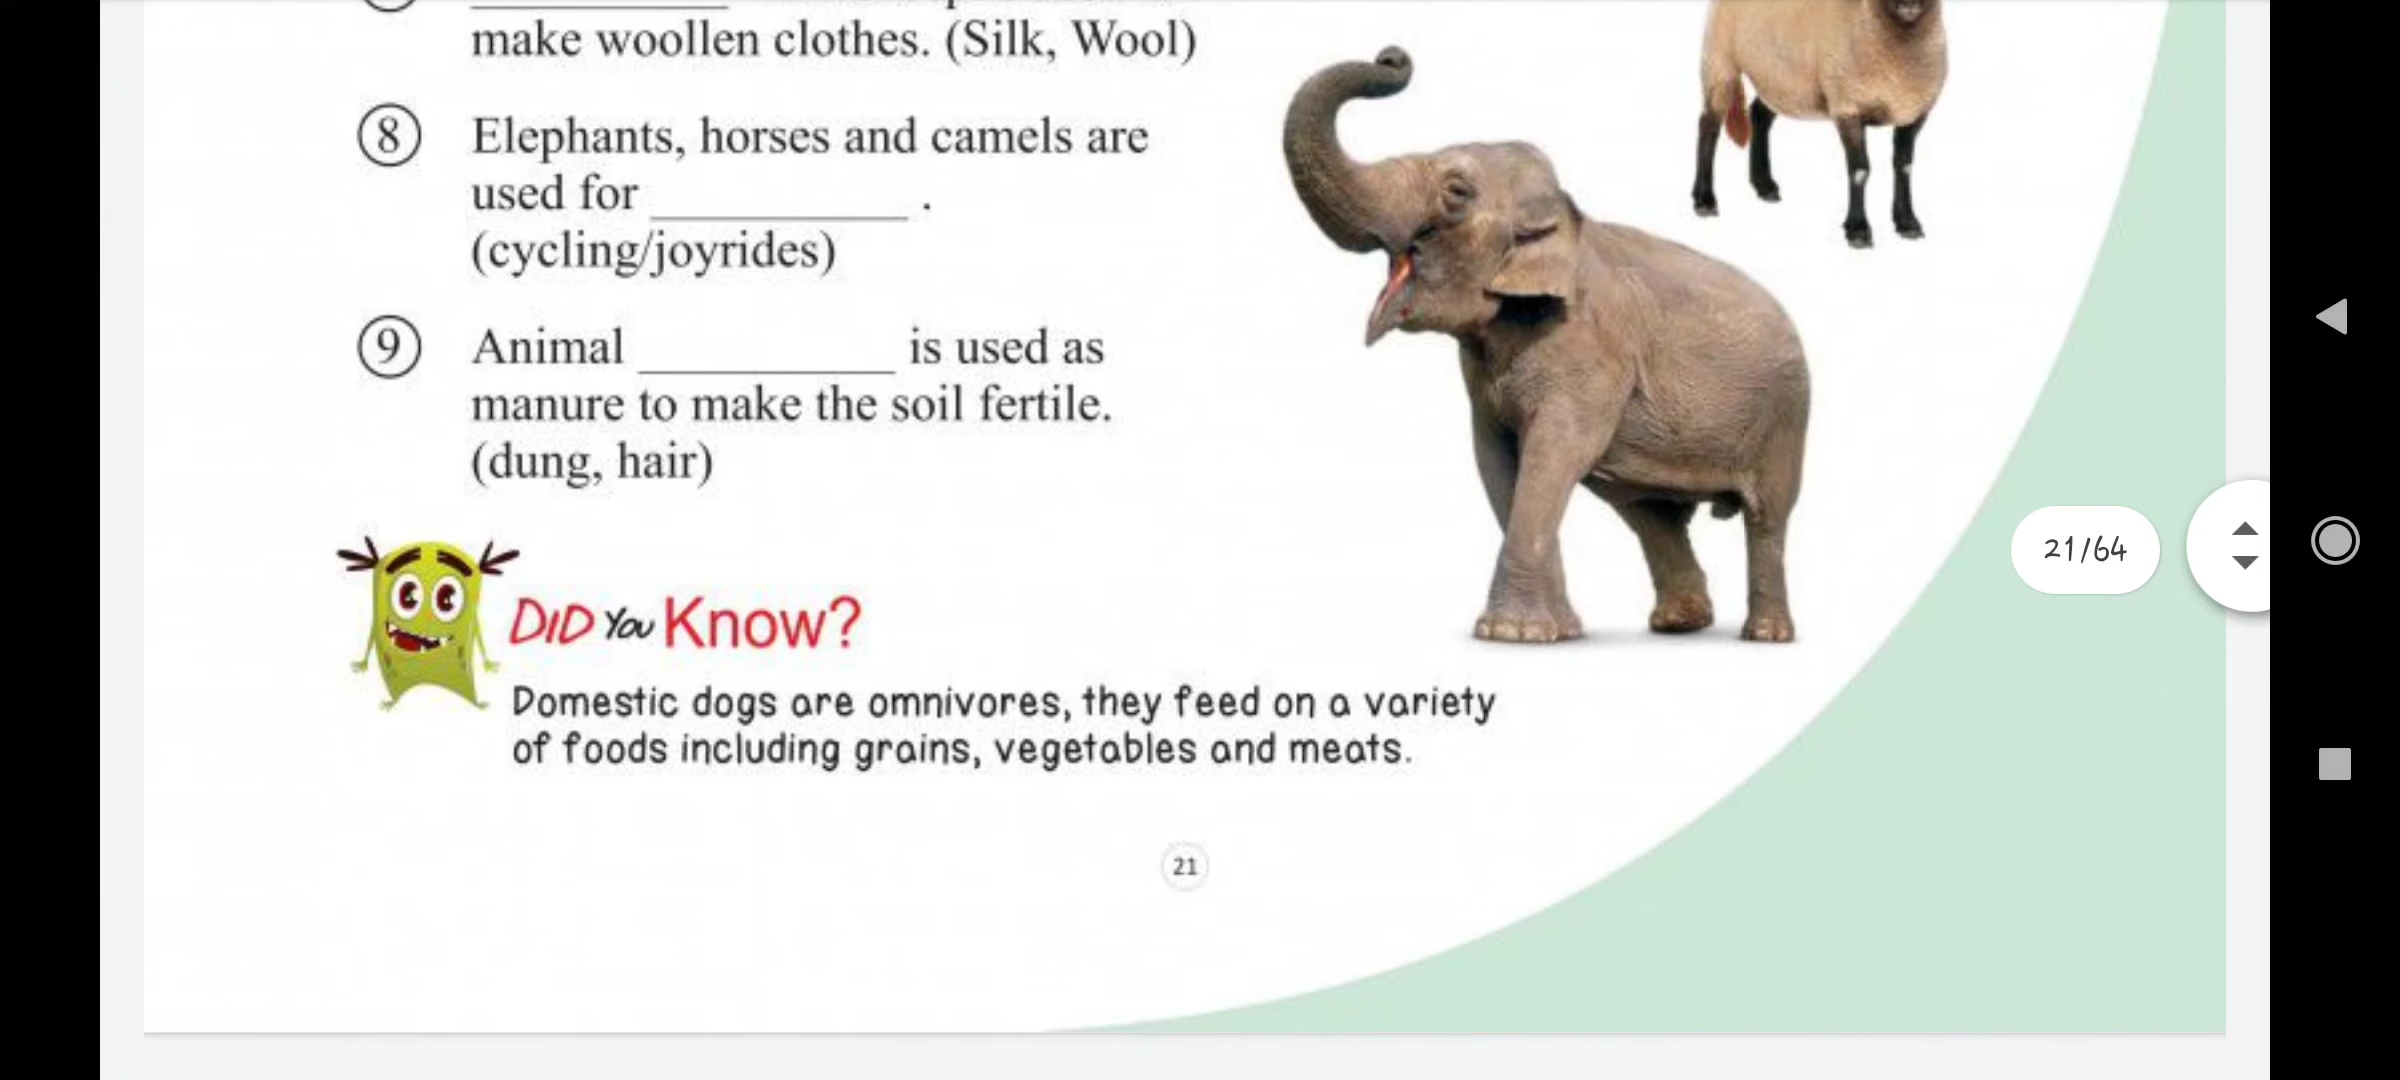 make woollen clothes. (Silk, Wool)
8 Elephants, horses and camels are
used for __________ .
(cycling/joyrides)
9 Animal __________ is used as
manure to make the soil fertile.
(dung, hair)
DID You Know?
Domestic dogs are omnivores, they feed on a variety
of foods including grains, vegetables and meats.
21
21/64